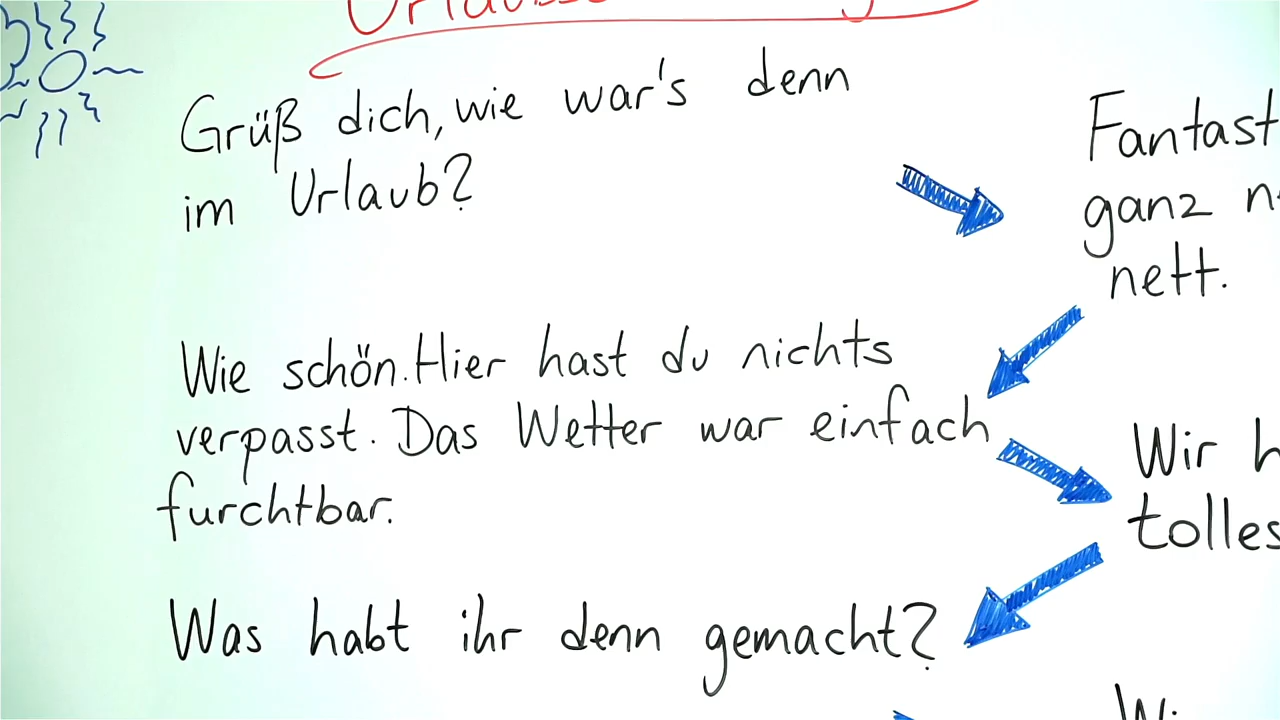 Grüß dich, wie war's denn
im Urlaub?
Fantast
ganz
nett.
Wie schön. Hier hast du nichts
verpasst. Das Wetter war einfach
furchtbar.
Wir h
tolles
Was habt ihr denn gemacht?